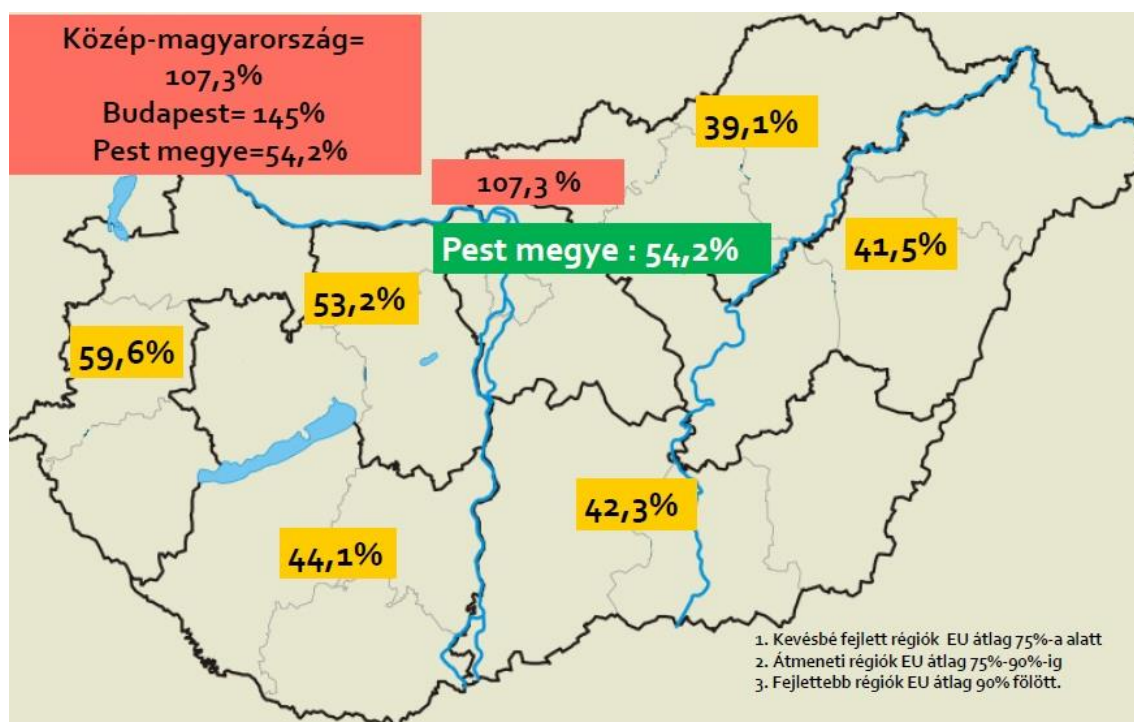 Közép-magyarország=
107,3%
Budapest= 145%
Pest megye=54,2%
39,1%
107,3 %
Pest megye : 54,2%
41,5%
53,2%
59,6%
42,3%
44,1%
1. Kevésbé fejlett régiók EU átlag 75%-a alatt
2. Átmeneti régiók EU átlag 75%-90%-ig
3. Fejlettebb régiók EU átlag 90% fölött.